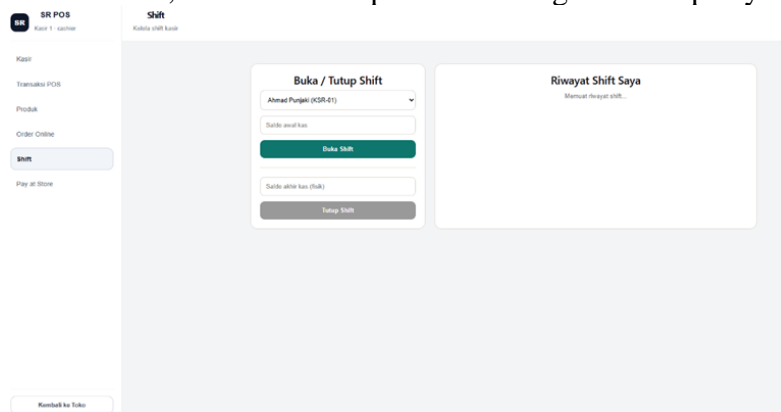 SR
SR POS
Kasir 1 · cashier
Shift
Kelola shift kasir
Kasir
Transaksi POS
Produk
Order Online
Shift
Pay at Store
Kembali ke Toko
Buka / Tutup Shift
Ahmad Punjaki (KSR-01)
Saldo awal kas
Buka Shift
Saldo akhir kas (fisik)
Tutup Shift
Riwayat Shift Saya
Memuat riwayat shift...